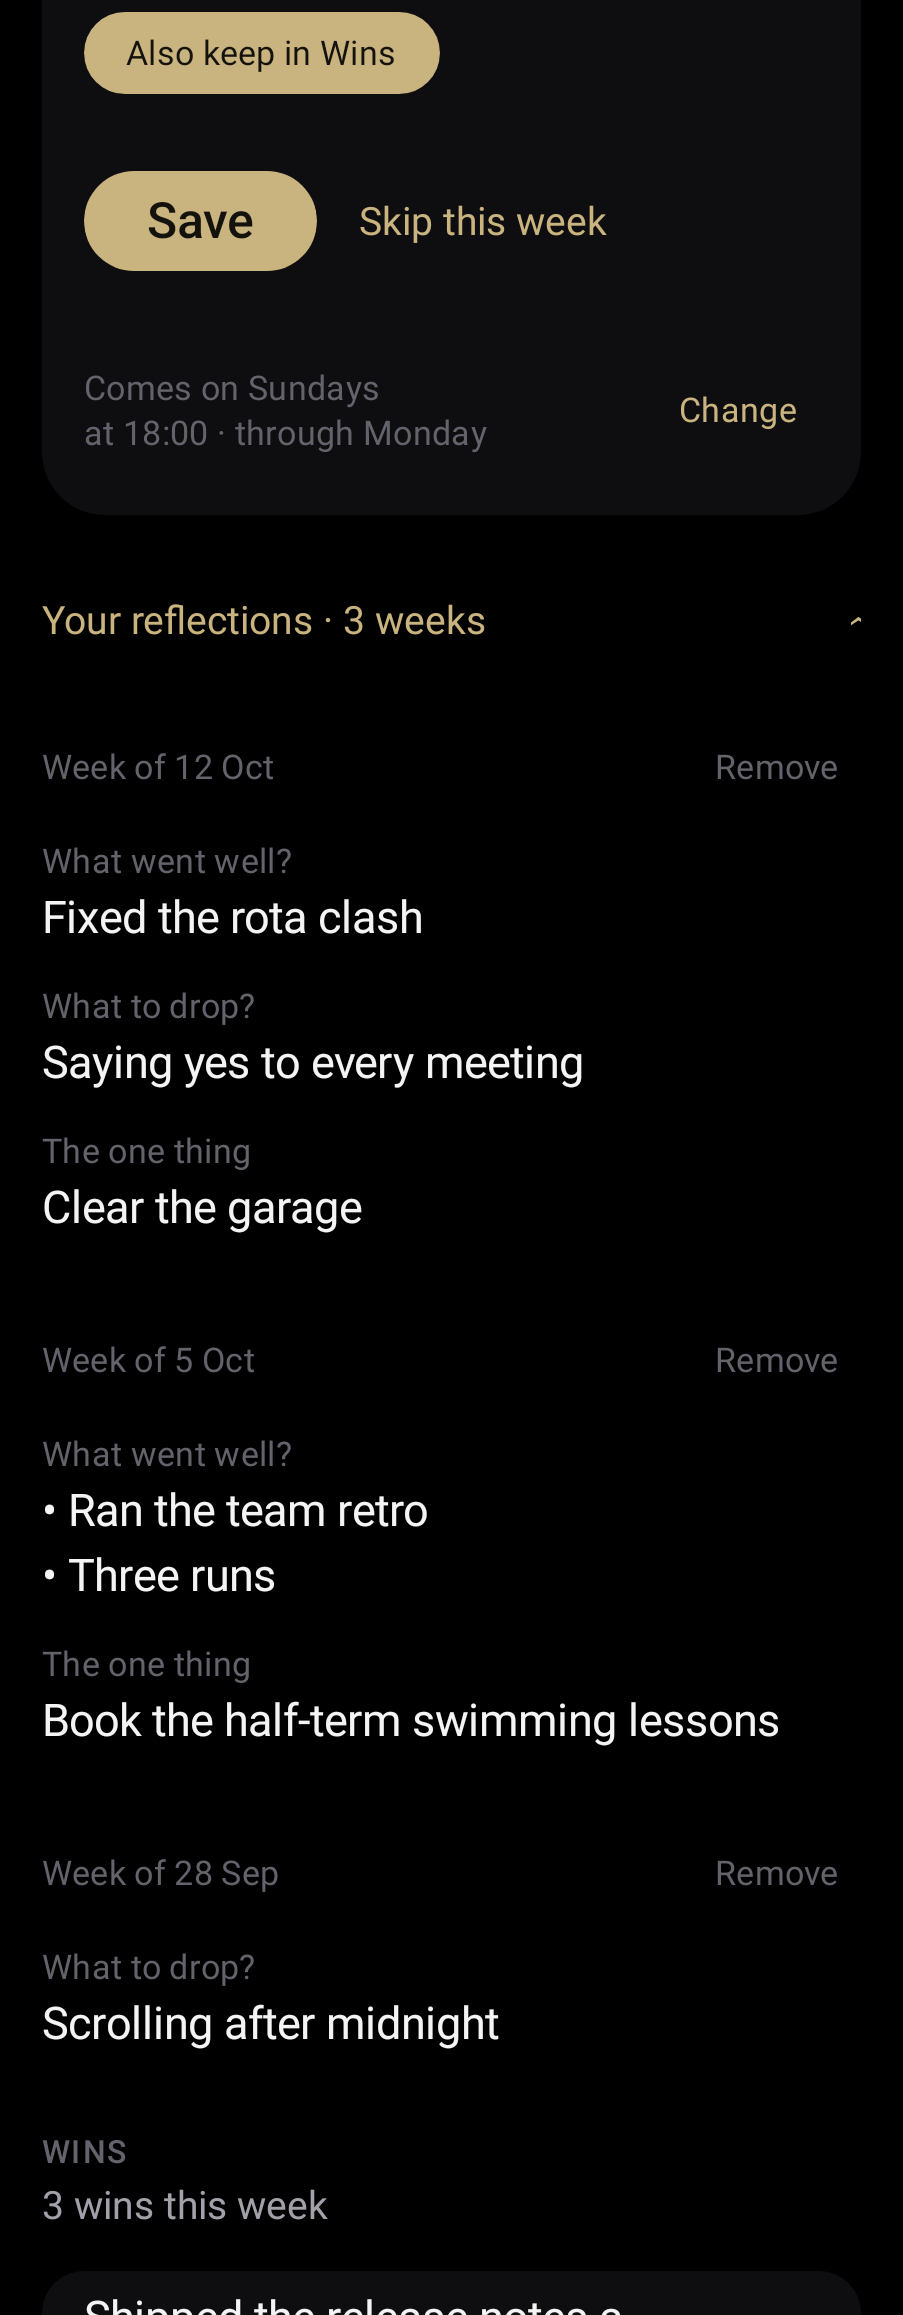 Also keep in Wins
Save
Skip this week
Comes on Sundays
at 18:00 · through Monday
Change
Your reflections · 3 weeks
Week of 12 Oct
Remove
What went well?
Fixed the rota clash
What to drop?
Saying yes to every meeting
The one thing
Clear the garage
Week of 5 Oct
Remove
What went well?
• Ran the team retro
• Three runs
The one thing
Book the half-term swimming lessons
Week of 28 Sep
Remove
What to drop?
Scrolling after midnight
WINS
3 wins this week
Shipped the release notes a